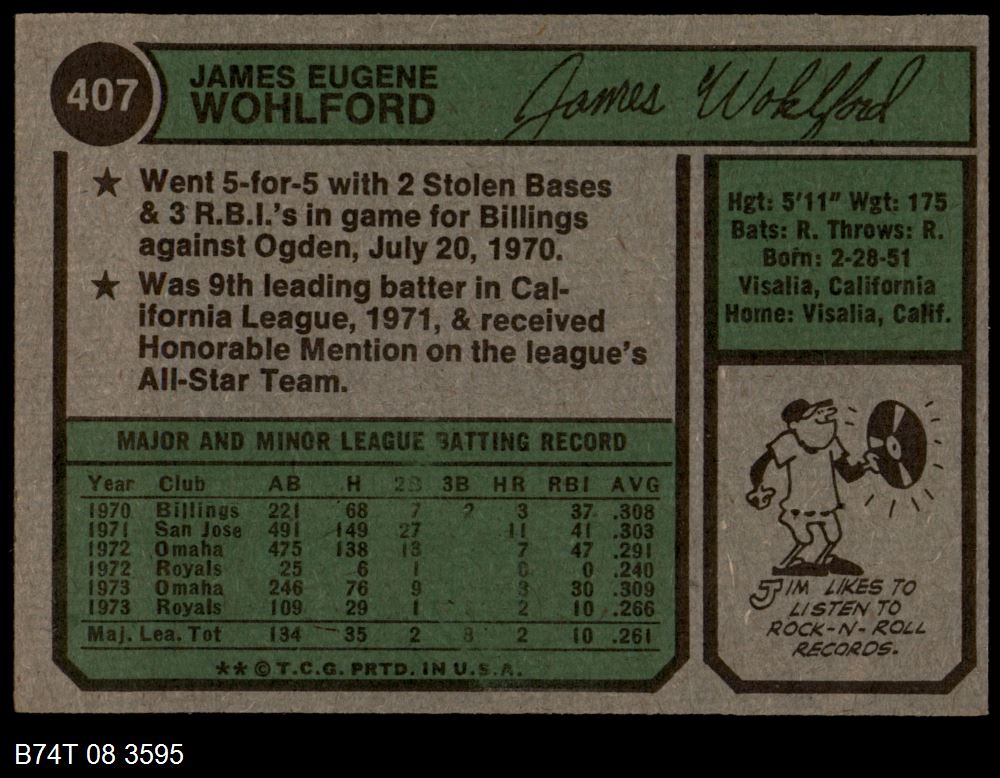 407
JAMES EUGENE
WOHLFORD
James Wohlford
★ Went 5-for-5 with 2 Stolen Bases
& 3 R.B.I.'s in game for Billings
against Ogden, July 20, 1970.
★ Was 9th leading batter in Cal-
ifornia League, 1971, & received
Honorable Mention on the league's
All-Star Team.
Hgt: 5'11" Wgt: 175
Bats: R. Throws: R.
Born: 2-28-51
Visalia, California
Home: Visalia, Calif.
MAJOR AND MINOR LEAGUE BATTING RECORD
Year Club AB H 2B 3B HR RBI AVG
1970 Billings 221 68 7 3 37 .308
1971 San Jose 491 149 27 11 41 .303
1972 Omaha 475 138 13 7 47 .291
1972 Royals 25 6 1 0 0 .240
1973 Omaha 246 76 9 3 30 .309
1973 Royals 109 29 1 2 10 .266
Maj. Lea. Tot 134 35 2 2 10 .261
** © T.C.G. PRTD. IN U.S.A.
JIM LIKES TO
LISTEN TO
ROCK-N-ROLL
RECORDS.
B74T 08 3595